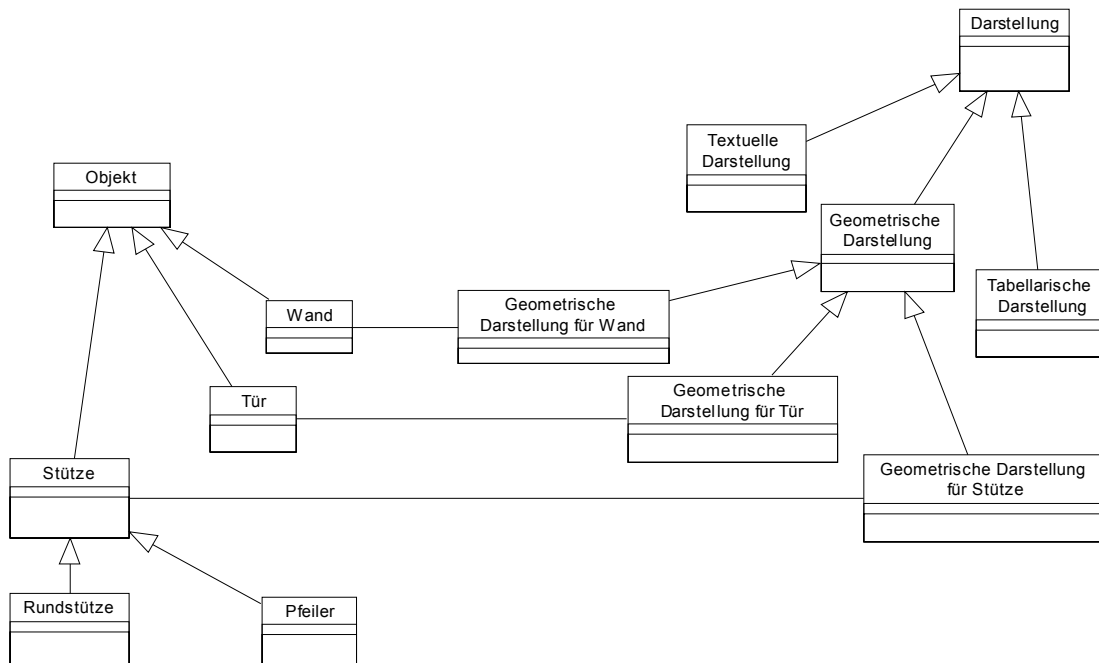 Darstellung
Textuelle
Darstellung
Objekt
Geometrische
Darstellung
Tabellarische
Darstellung
Wand
Geometrische
Darstellung für Wand
Tür
Geometrische
Darstellung für Tür
Stütze
Geometrische Darstellung
für Stütze
Rundstütze
Pfeiler